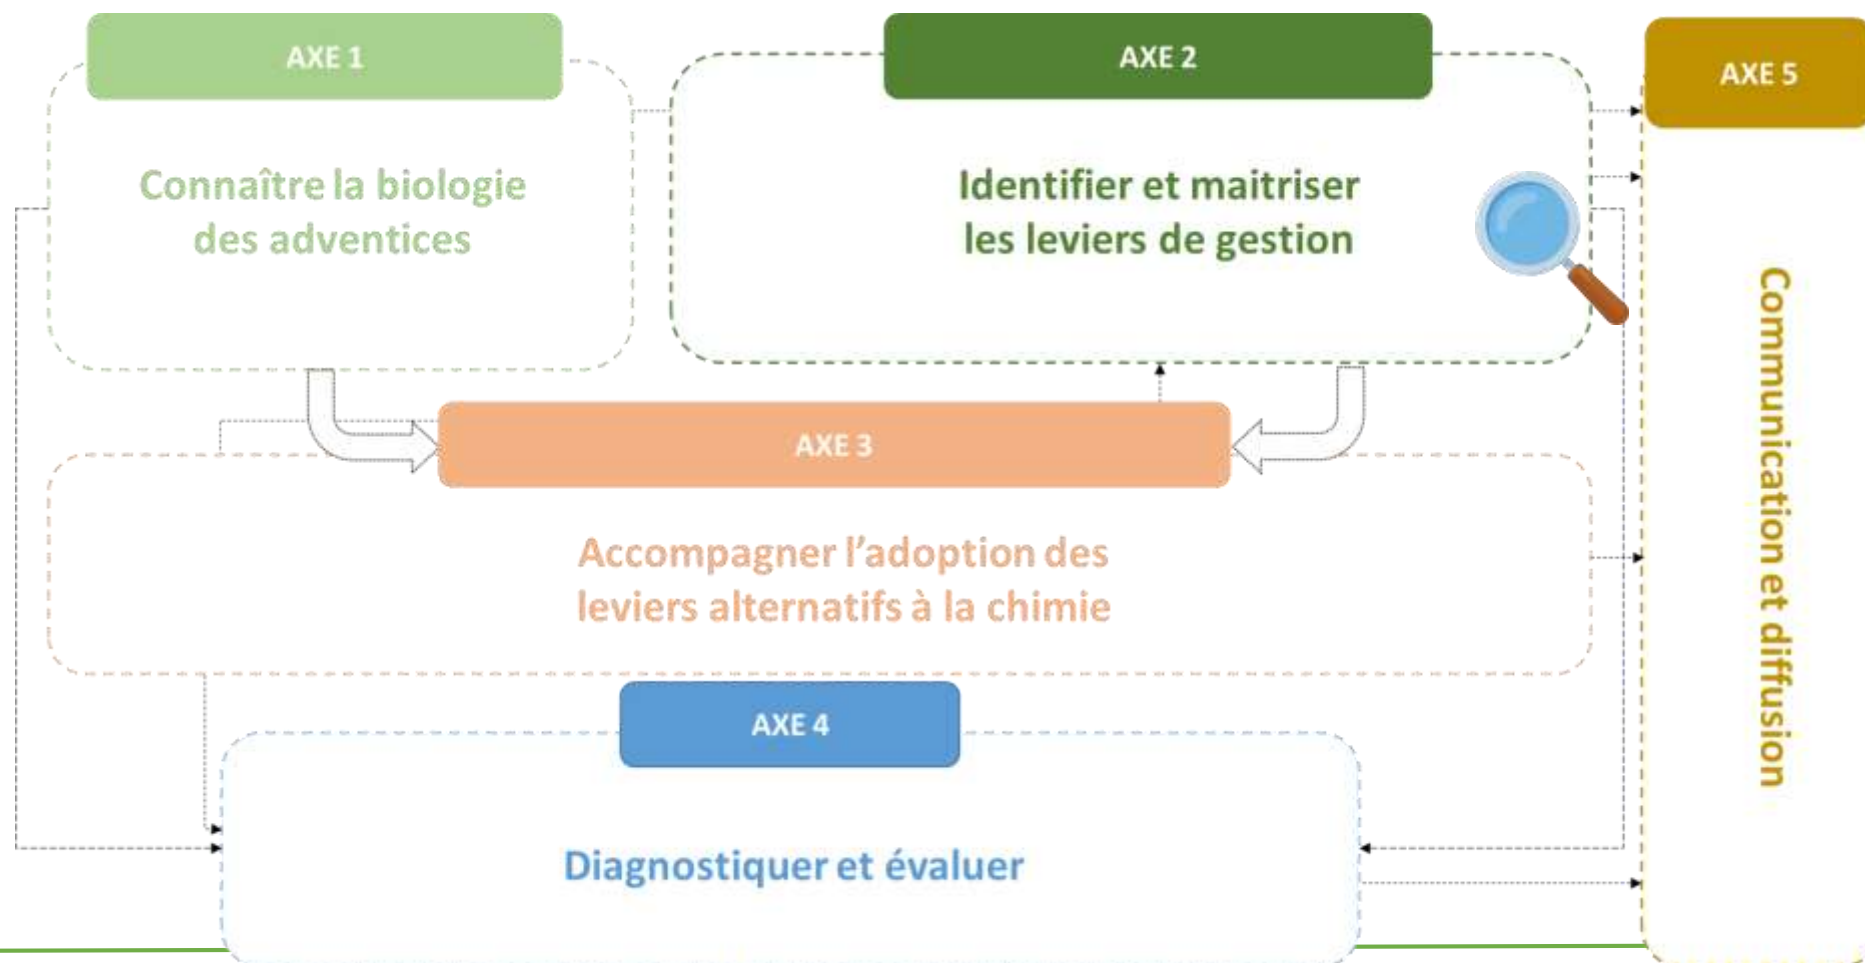 AXE 1
Connaître la biologie
des adventices
AXE 2
Identifier et maitriser
les leviers de gestion
AXE 3
Accompagner l'adoption des
leviers alternatifs à la chimie
AXE 4
Diagnostiquer et évaluer
AXE 5
Communication et diffusion